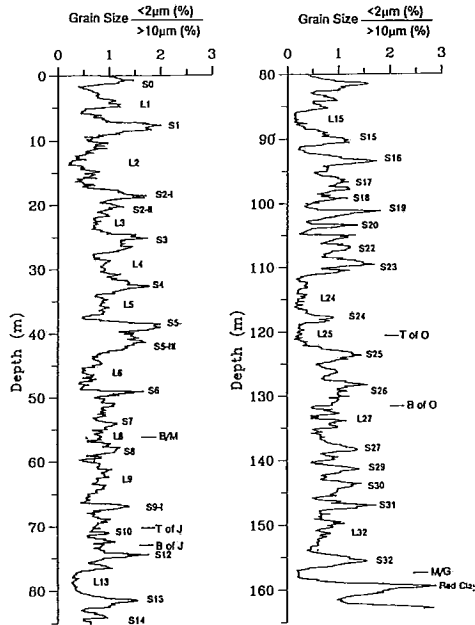 Grain Size <2μm (%)
>10μm (%)
0 1 2 3
0
10
20
30
40
50
60
70
80
Depth (m)
S0
L1
S1
L2
S2-I
S2-II
L3
S3
L4
S4
L5
S5-
S5-III
L6
S6
S7
L8
B/M
S8
L9
S9-I
T of J
S10
B of J
S12
L13
S13
S14
Grain Size <2μm (%)
>10μm (%)
0 1 2 3
80
90
100
110
120
130
140
150
160
Depth (m)
L15
S15
S16
S17
S18
S19
S20
S22
S23
L24
S24
L25
T of O
S25
S26
B of O
L27
S27
S29
S30
S31
L32
S32
M/G
Red Clay